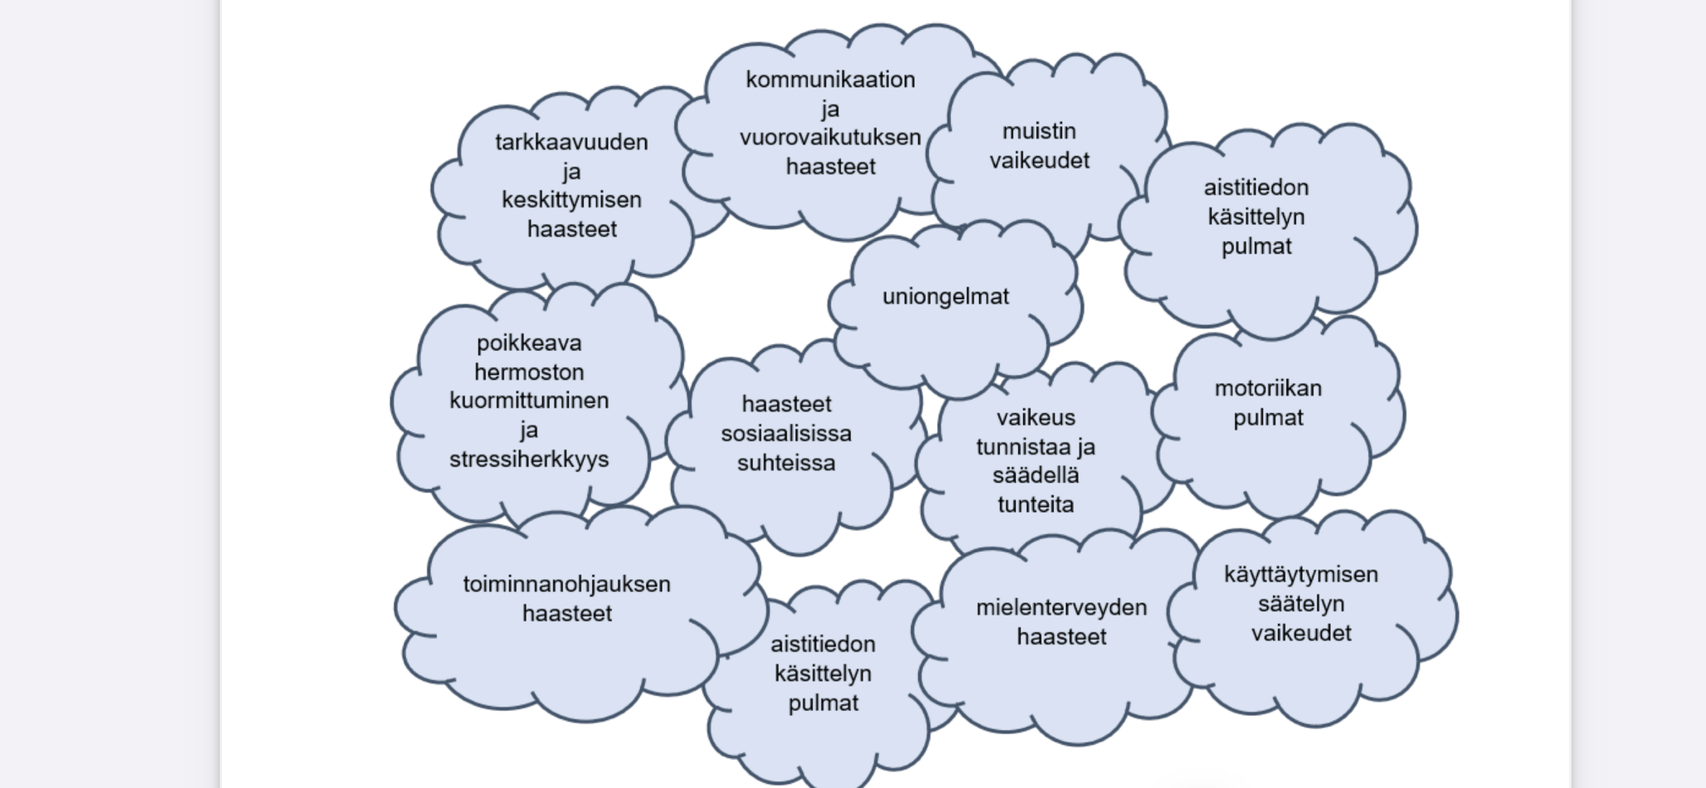 kommunikaation
ja
vuorovaikutuksen
haasteet
tarkkaavuuden
ja
keskittymisen
haasteet
muistin
vaikeudet
aistitiedon
käsittelyn
pulmat
uniongelmat
poikkeava
hermoston
kuormittuminen
ja
stressiherkkyys
haasteet
sosiaalisissa
suhteissa
vaikeus
tunnistaa ja
säädellä
tunteita
motoriikan
pulmat
toiminnanohjauksen
haasteet
aistitiedon
käsittelyn
pulmat
mielenterveyden
haasteet
käyttäytymisen
säätelyn
vaikeudet